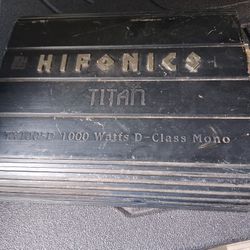 HIFONICS
TITAN
1000 Watts D-Class Mono